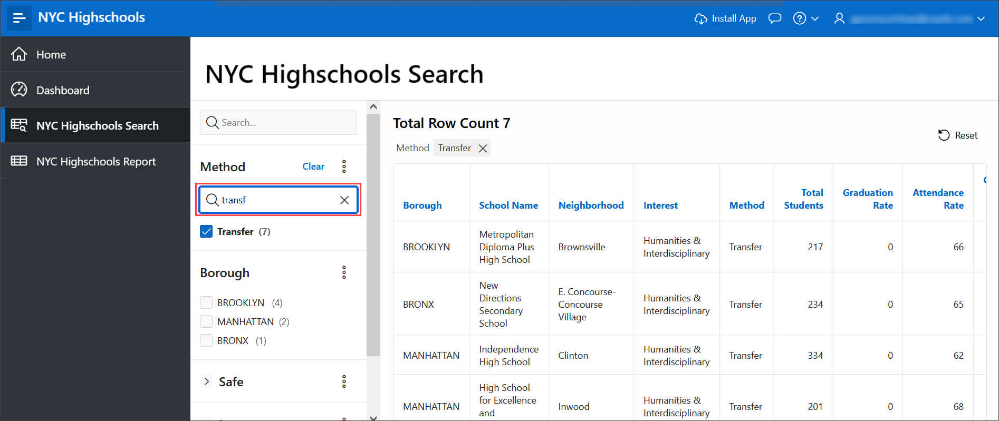 NYC Highschools
Install App
Home
Dashboard
NYC Highschools Search
NYC Highschools Report
NYC Highschools Search
Search...
Method
Clear
transf
Transfer (7)
Borough
BROOKLYN (4)
MANHATTAN (2)
BRONX (1)
Safe
Total Row Count 7
Reset
Method Transfer
Borough
School Name
Neighborhood
Interest
Method
Total
Students
Graduation
Rate
Attendance
Rate
BROOKLYN
Metropolitan
Diploma Plus
High School
Brownsville
Humanities &
Interdisciplinary
Transfer
217
0
66
BRONX
New
Directions
Secondary
School
E. Concourse-
Concourse
Village
Humanities &
Interdisciplinary
Transfer
234
0
65
MANHATTAN
Independence
High School
Clinton
Humanities &
Interdisciplinary
Transfer
334
0
62
MANHATTAN
High School
for Excellence
and
Inwood
Humanities &
Interdisciplinary
Transfer
201
0
68